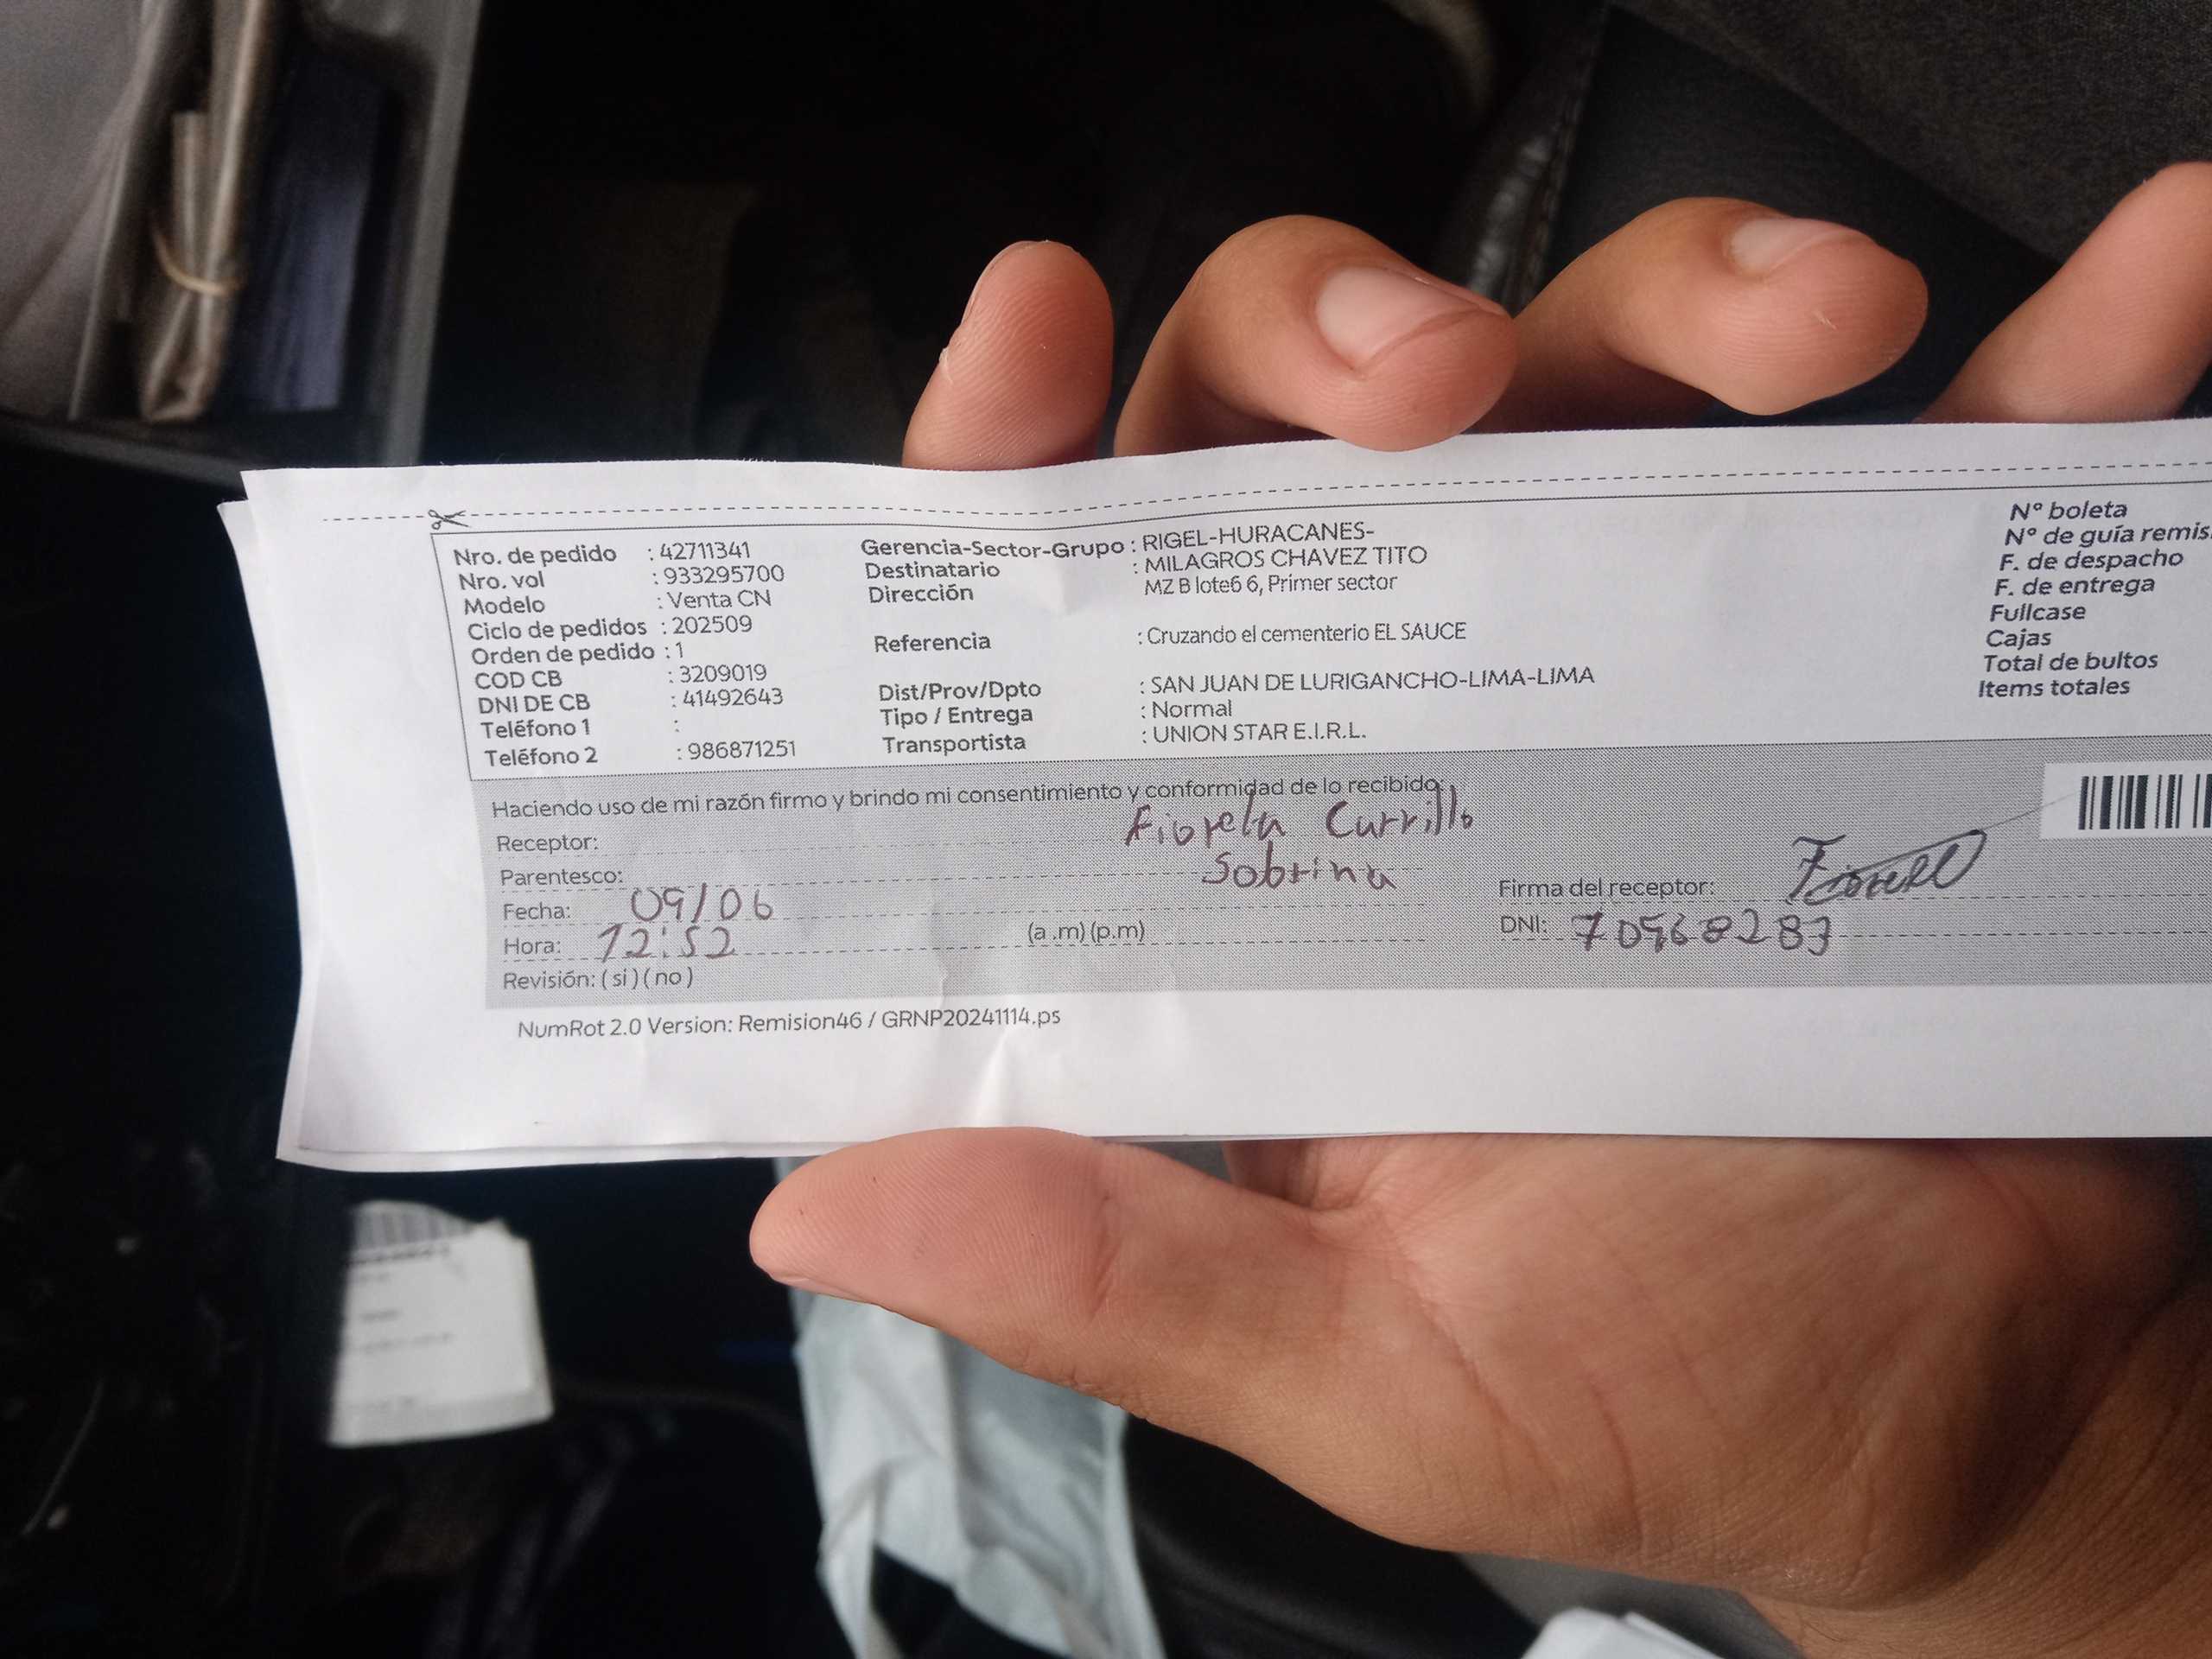 Nro. de pedido : 42711341
Nro. vol : 933295700
Modelo : Venta CN
Ciclo de pedidos : 202509
Orden de pedido : 1
COD CB : 3209019
DNI DE CB : 41492643
Teléfono 1 :
Teléfono 2 : 986871251
Gerencia-Sector-Grupo : RIGEL-HURACANES-
Destinatario : MILAGROS CHAVEZ TITO
Dirección MZ B lote6 6, Primer sector
Referencia : Cruzando el cementerio EL SAUCE
Dist/Prov/Dpto : SAN JUAN DE LURIGANCHO-LIMA-LIMA
Tipo / Entrega : Normal
Transportista : UNION STAR E.I.R.L.
N° boleta
N° de guía remis.
F. de despacho
F. de entrega
Fullcase
Cajas
Total de bultos
Items totales
Haciendo uso de mi razón firmo y brindo mi consentimiento y conformidad de lo recibido:
Receptor: Fiorela Currillo
Parentesco: Sobrina
Fecha: 09/06
Hora: 12:52 (a .m) (p.m)
Revisión: ( si ) ( no )
Firma del receptor:
DNI:
NumRot 2.0 Version: Remision46 / GRNP20241114.ps